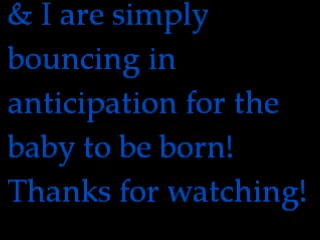 & I are simply
bouncing in
anticipation for the
baby to be born!
Thanks for watching!